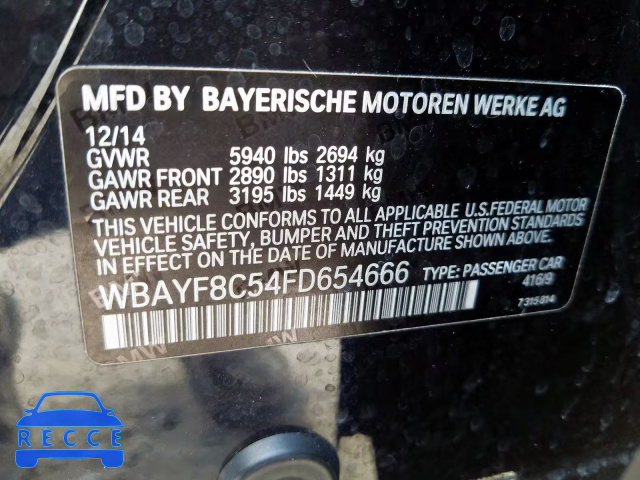 MFD BY BAYERISCHE MOTOREN WERKE AG
12/14
GVWR 5940 lbs 2694 kg
GAWR FRONT 2890 lbs 1311 kg
GAWR REAR 3195 lbs 1449 kg
THIS VEHICLE CONFORMS TO ALL APPLICABLE U.S.FEDERAL MOTOR
VEHICLE SAFETY, BUMPER AND THEFT PREVENTION STANDARDS
IN EFFECT ON THE DATE OF MANUFACTURE SHOWN ABOVE.
WBAYF8C54FD654666 TYPE: PASSENGER CAR
416/9
7315814
RECCE